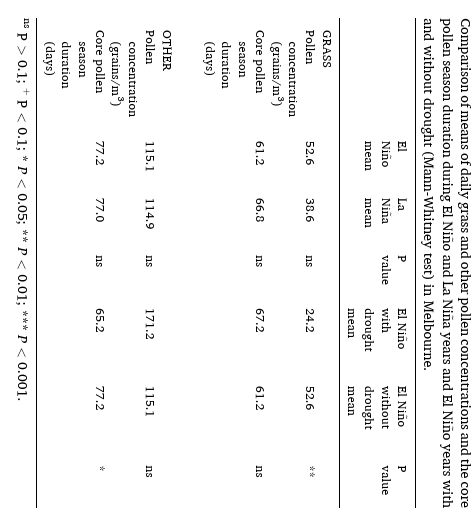 Comparison of means of daily grass and other pollen concentrations and the core
pollen season duration during El Niño and La Niña years and El Niño years with
and without drought (Mann-Whitney test) in Melbourne.
El Niño mean La Niña mean P value El Niño with drought mean El Niño without drought mean P value
GRASS
Pollen concentration (grains/m³) 52.6 38.6 ns 24.2 52.6 **
Core pollen season duration (days) 61.2 66.8 ns 67.2 61.2 ns
OTHER
Pollen concentration (grains/m³) 115.1 114.9 ns 171.2 115.1 ns
Core pollen season duration (days) 77.2 77.0 ns 65.2 77.2 *
ns P > 0.1; + P < 0.1; * P < 0.05; ** P < 0.01; *** P < 0.001.